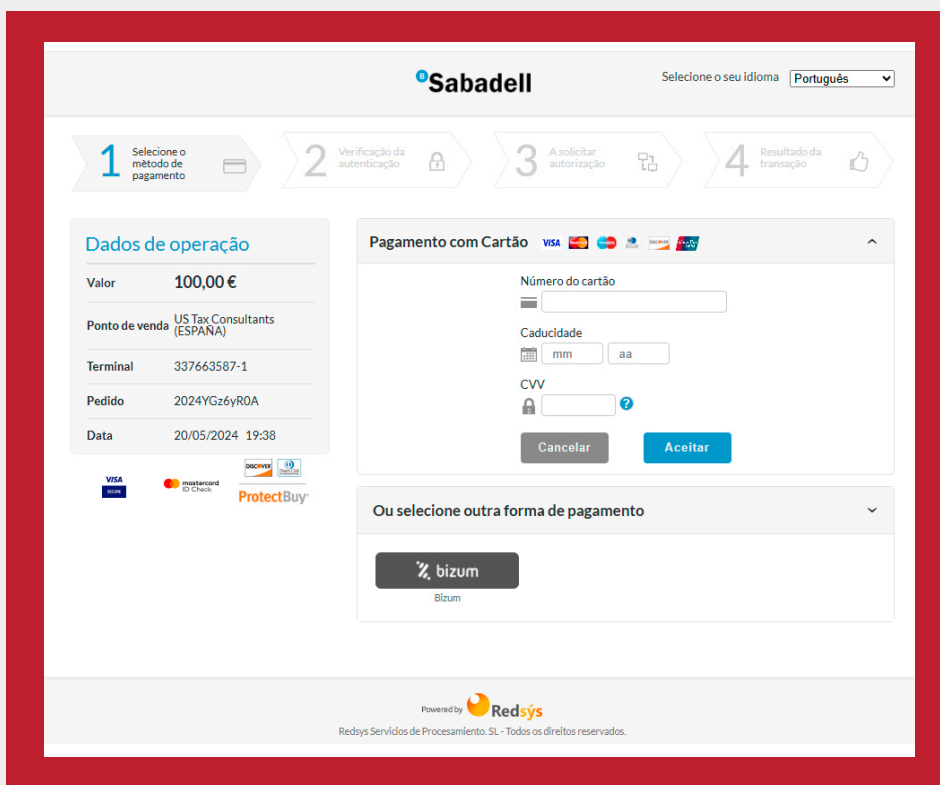 Sabadell
Selecione o seu idioma Português
1 Selecione o
mètodo de
pagamento
2 Verificação da
autenticação
3 A solicitar
autorização
4 Resultado da
transação
Dados de operação
Valor 100,00 €
Ponto de venda US Tax Consultants
(ESPAÑA)
Terminal 337663587-1
Pedido 2024YGz6yR0A
Data 20/05/2024 19:38
VISA
SECURE
mastercard
ID Check
DISCOVER
ProtectBuy
Pagamento com Cartão VISA
Número do cartão
Caducidade
mm aa
CVV
?
Cancelar Aceitar
Ou selecione outra forma de pagamento
bizum
Bizum
Powered by Redsýs
Redsys Servicios de Procesamiento. SL - Todos os direitos reservados.